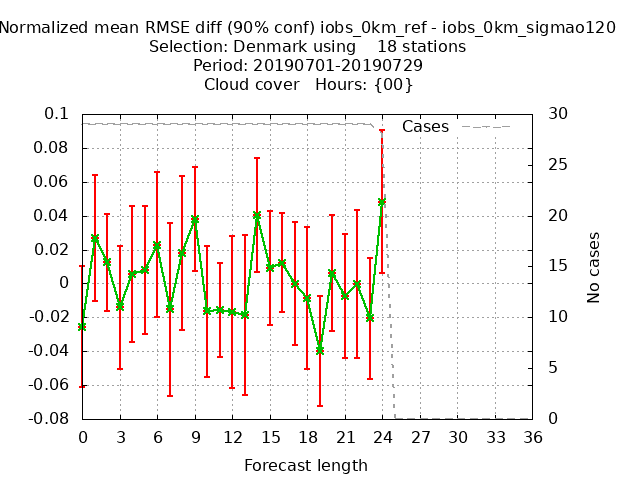 Normalized mean RMSE diff (90% conf) iobs_0km_ref - iobs_0km_sigmao120
Selection: Denmark using    18 stations
Period: 20190701-20190729
Cloud cover   Hours: {00}
Cases
0.1
0.08
0.06
0.04
0.02
0
-0.02
-0.04
-0.06
-0.08
30
25
20
15
10
5
0
No cases
0 3 6 9 12 15 18 21 24 27 30 33 36
Forecast length